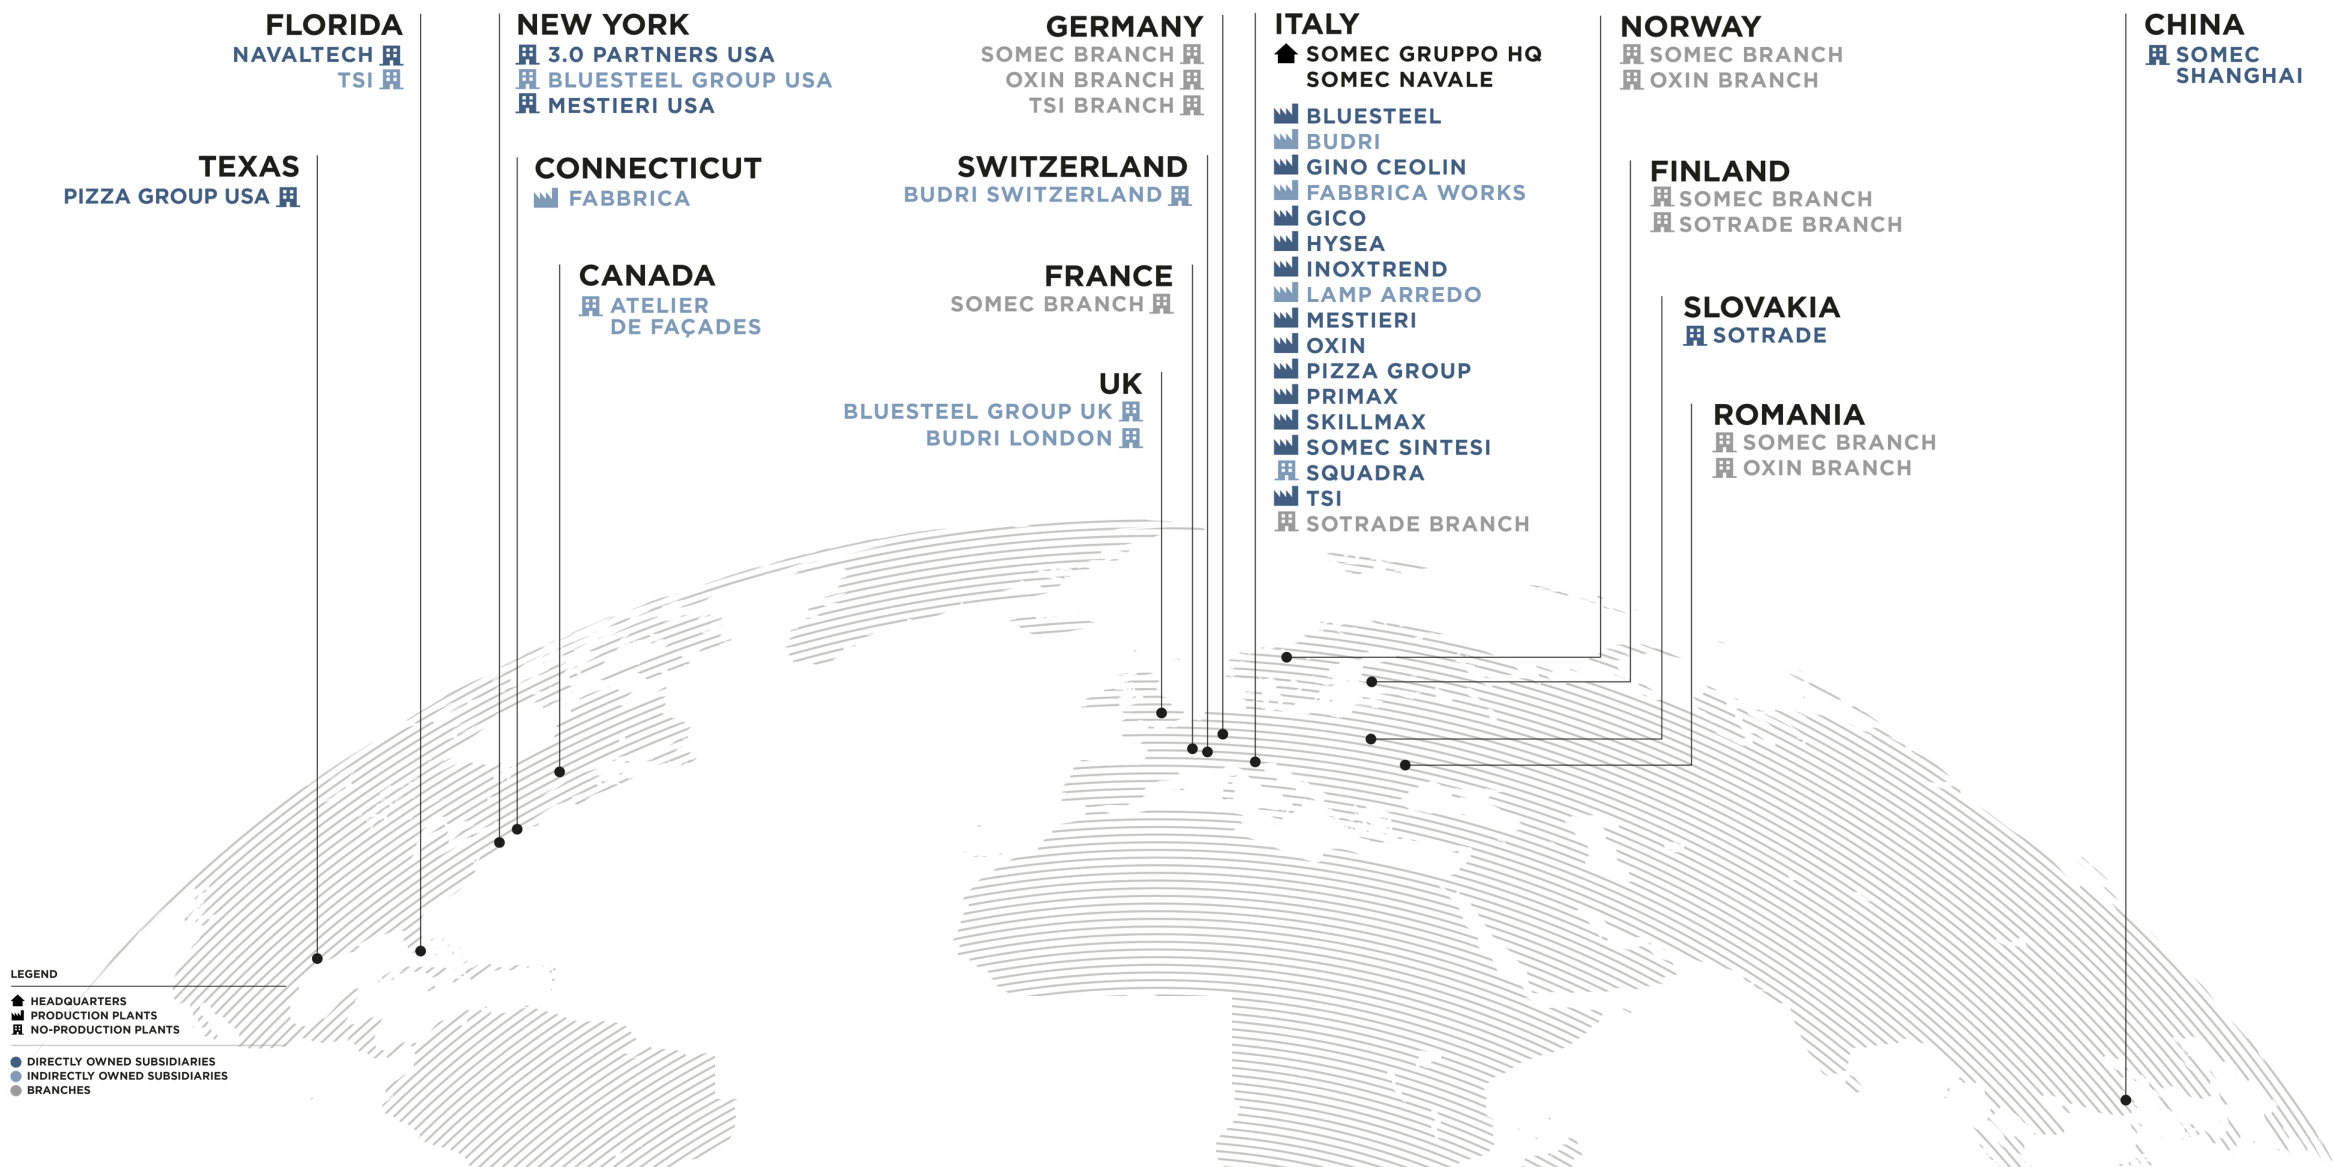 FLORIDA
NAVALTECH
TSI
TEXAS
PIZZA GROUP USA
NEW YORK
3.0 PARTNERS USA
BLUESTEEL GROUP USA
MESTIERI USA
CONNECTICUT
FABBRICA
CANADA
ATELIER
DE FAÇADES
GERMANY
SOMEC BRANCH
OXIN BRANCH
TSI BRANCH
SWITZERLAND
BUDRI SWITZERLAND
FRANCE
SOMEC BRANCH
UK
BLUESTEEL GROUP UK
BUDRI LONDON
ITALY
SOMEC GRUPPO HQ
SOMEC NAVALE
BLUESTEEL
BUDRI
GINO CEOLIN
FABBRICA WORKS
GICO
HYSEA
INOXTREND
LAMP ARREDO
MESTIERI
OXIN
PIZZA GROUP
PRIMAX
SKILLMAX
SOMEC SINTESI
SQUADRA
TSI
SOTRADE BRANCH
NORWAY
SOMEC BRANCH
OXIN BRANCH
FINLAND
SOMEC BRANCH
SOTRADE BRANCH
SLOVAKIA
SOTRADE
ROMANIA
SOMEC BRANCH
OXIN BRANCH
CHINA
SOMEC
SHANGHAI
LEGEND
HEADQUARTERS
PRODUCTION PLANTS
NO-PRODUCTION PLANTS
DIRECTLY OWNED SUBSIDIARIES
INDIRECTLY OWNED SUBSIDIARIES
BRANCHES